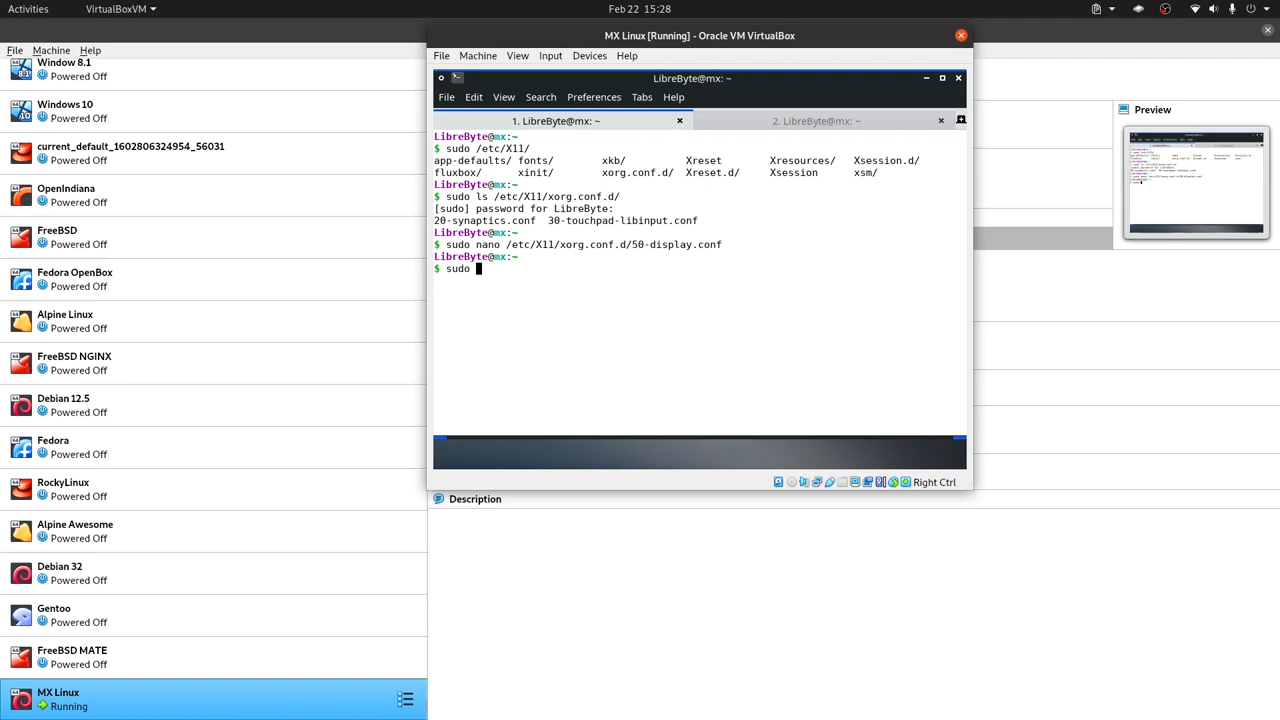 Activities
VirtualBoxVM
Feb 22 15:28
File Machine Help
Window 8.1
Powered Off
Windows 10
Powered Off
current_default_1602806324954_56031
Powered Off
OpenIndiana
Powered Off
FreeBSD
Powered Off
Fedora OpenBox
Powered Off
Alpine Linux
Powered Off
FreeBSD NGINX
Powered Off
Debian 12.5
Powered Off
Fedora
Powered Off
RockyLinux
Powered Off
Alpine Awesome
Powered Off
Debian 32
Powered Off
Gentoo
Powered Off
FreeBSD MATE
Powered Off
MX Linux
Running
MX Linux [Running] - Oracle VM VirtualBox
File Machine View Input Devices Help
LibreByte@mx: ~
File Edit View Search Preferences Tabs Help
1. LibreByte@mx: ~
2. LibreByte@mx: ~
LibreByte@mx:~
$ sudo /etc/X11/
app-defaults/ fonts/ xkb/ Xreset Xresources/ Xsession.d/
fluxbox/ xinit/ xorg.conf.d/ Xreset.d/ Xsession xsm/
LibreByte@mx:~
$ sudo ls /etc/X11/xorg.conf.d/
[sudo] password for LibreByte:
20-synaptics.conf 30-touchpad-libinput.conf
LibreByte@mx:~
$ sudo nano /etc/X11/xorg.conf.d/50-display.conf
LibreByte@mx:~
$ sudo
Right Ctrl
Preview
Description